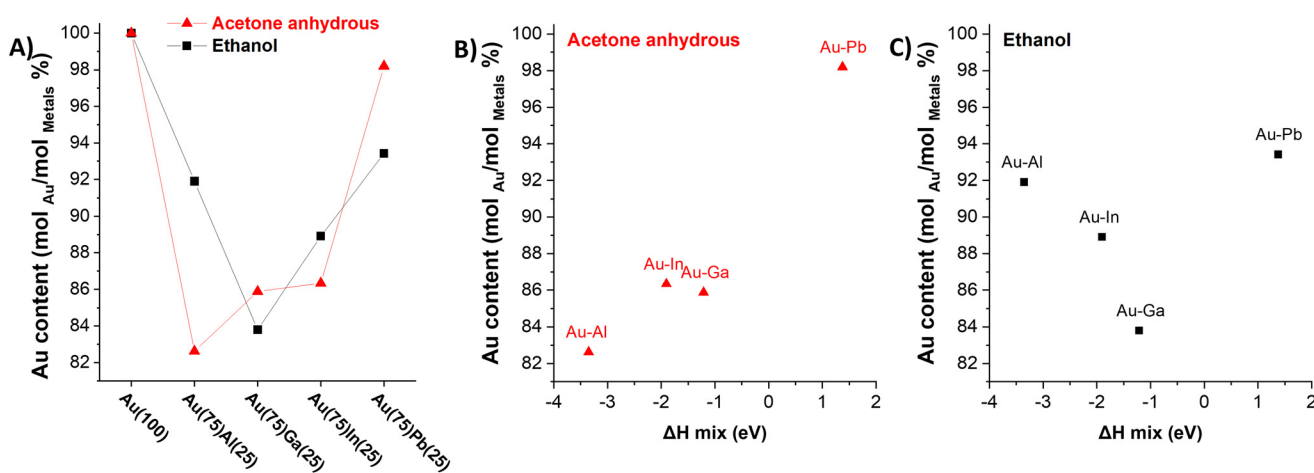 A)
Acetone anhydrous
Ethanol
Au content (mol Au/mol Metals %)
100
98
96
94
92
90
88
86
84
82
Au(100)
Au(75)Al(25)
Au(75)Ga(25)
Au(75)In(25)
Au(75)Pb(25)
B)
Acetone anhydrous
Au content (mol Au/mol Metals %)
100
98
96
94
92
90
88
86
84
82
Au-Pb
Au-In
Au-Ga
Au-Al
-4 -3 -2 -1 0 1 2
ΔH mix (eV)
C)
Ethanol
Au content (mol Au/mol Metals %)
100
98
96
94
92
90
88
86
84
82
Au-Pb
Au-Al
Au-In
Au-Ga
-4 -3 -2 -1 0 1 2
ΔH mix (eV)